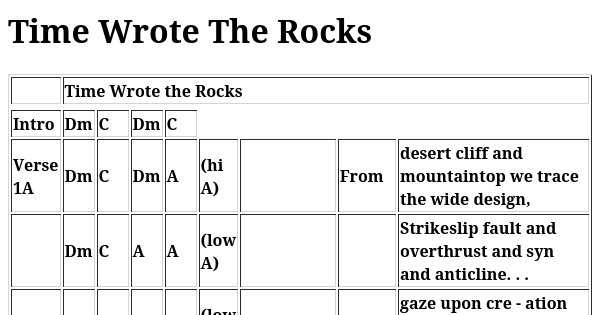 Time Wrote The Rocks
Time Wrote the Rocks
Intro Dm C Dm C
Verse 1A Dm C Dm A (hi A) From desert cliff and
mountaintop we trace
the wide design,
Dm C A A (low A) Strikeslip fault and
overthrust and syn
and anticline. . .
(low gaze upon cre - ation